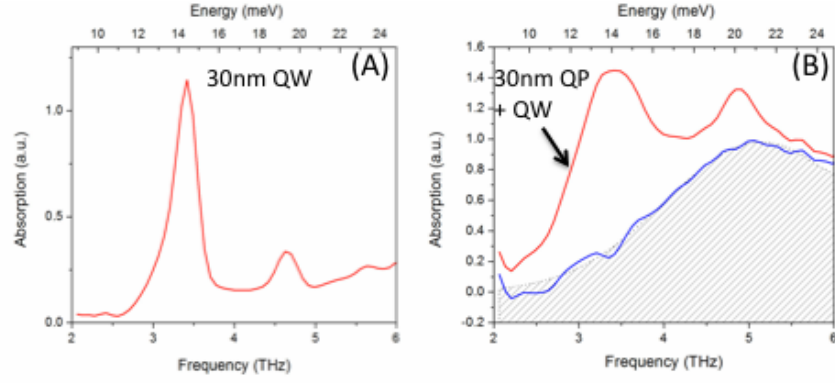 Energy (meV)
10 12 14 16 18 20 22 24
30nm QW
(A)
Absorption (a.u.)
1.0
0.5
0.0
2 3 4 5 6
Frequency (THz)
Energy (meV)
10 12 14 16 18 20 22 24
1.6
(B)
1.4
30nm QP
+ QW
1.2
1.0
Absorption (a.u.)
0.8
0.6
0.4
0.2
0.0
-0.2
2 3 4 5 6
Frequency (THz)